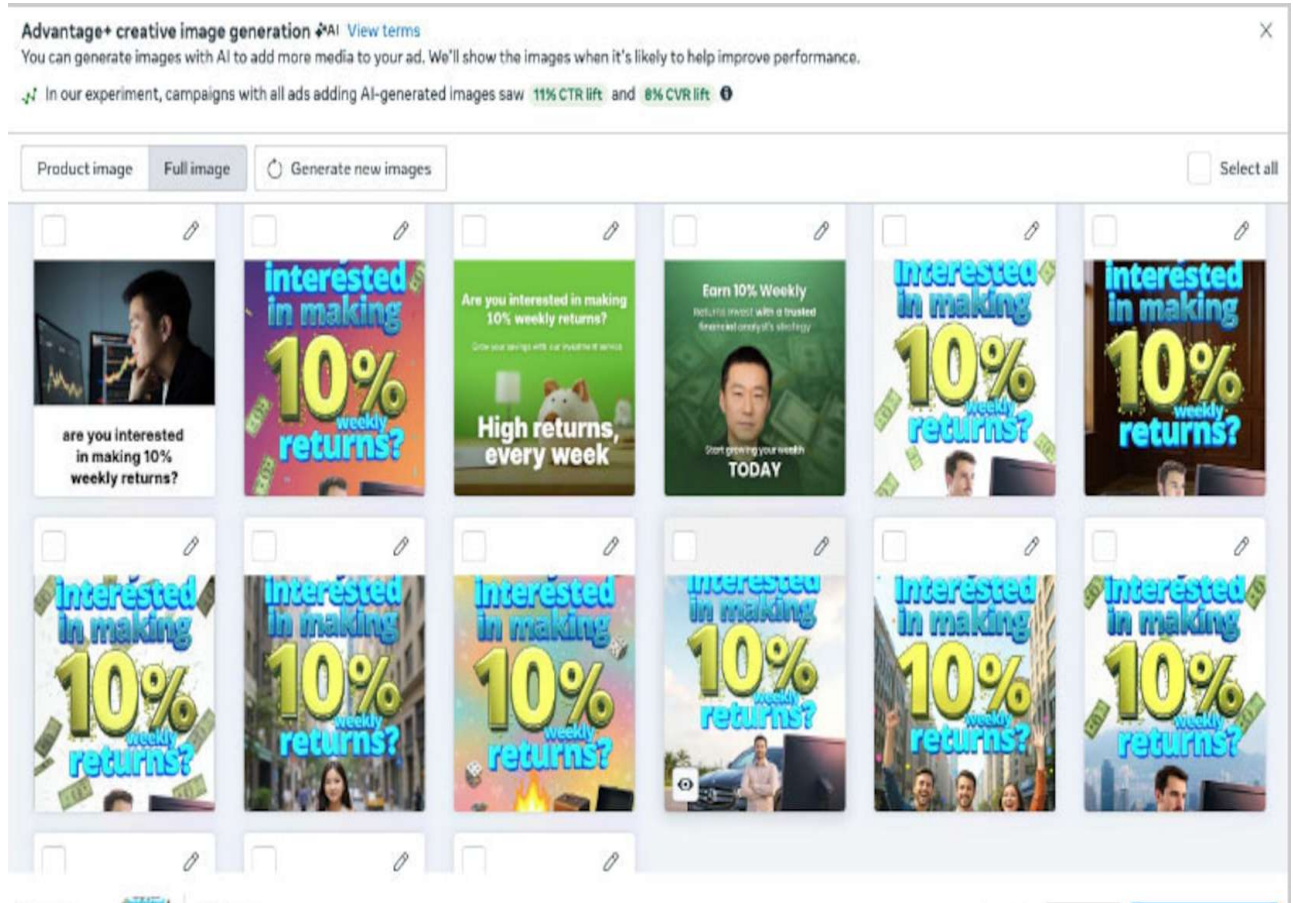 Advantage+ creative image generation AI View terms
You can generate images with AI to add more media to your ad. We'll show the images when it's likely to help improve performance.
In our experiment, campaigns with all ads adding AI-generated images saw 11% CTR lift and 8% CVR lift
Product image
Full image
Generate new images
Select all
are you interested
in making 10%
weekly returns?
interested
in making
10%
weekly
returns?
Are you interested in making
10% weekly returns?
Grow your savings with our investment service
High returns,
every week
Earn 10% Weekly
Returns Invest with a trusted
financial analyst's strategy
Start growing your wealth
TODAY
interested
in making
10%
weekly
returns?
interested
in making
10%
weekly
returns?
interested
in making
10%
weekly
returns?
interested
in making
10%
weekly
returns?
interested
in making
10%
weekly
returns?
interested
in making
10%
weekly
returns?
interested
in making
10%
weekly
returns?
interested
in making
10%
weekly
returns?